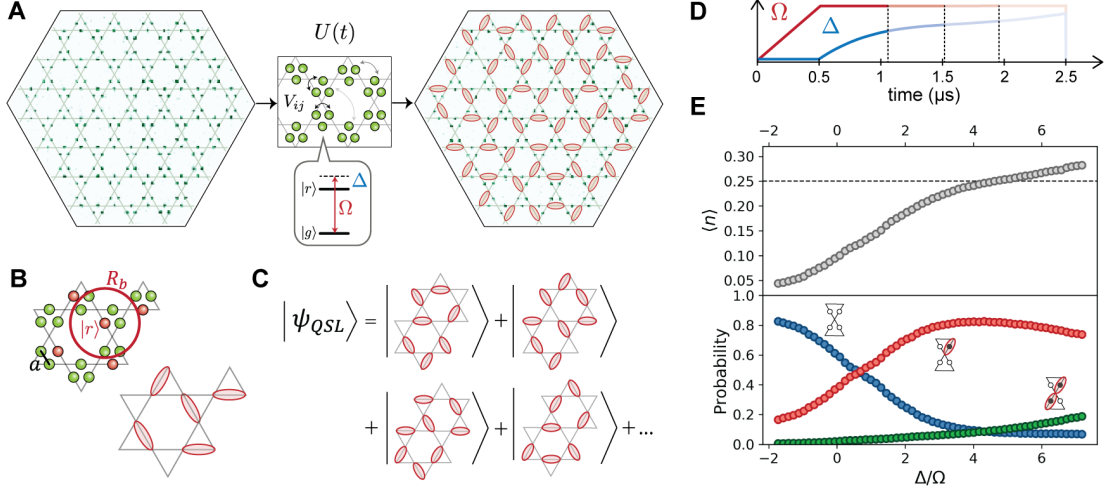 A
U(t)
V_ij
|r⟩
Δ
Ω
|g⟩
B
R_b
|r⟩
a
C
|ψ_QSL⟩ =
+
+
+
+...
D
Ω
Δ
0
0.5
1
1.5
2
2.5
time (μs)
E
−2
0
2
4
6
0.30
0.25
0.20
0.15
0.10
0.05
⟨n⟩
1.0
0.8
0.6
0.4
0.2
0.0
Probability
−2
0
2
4
6
Δ/Ω